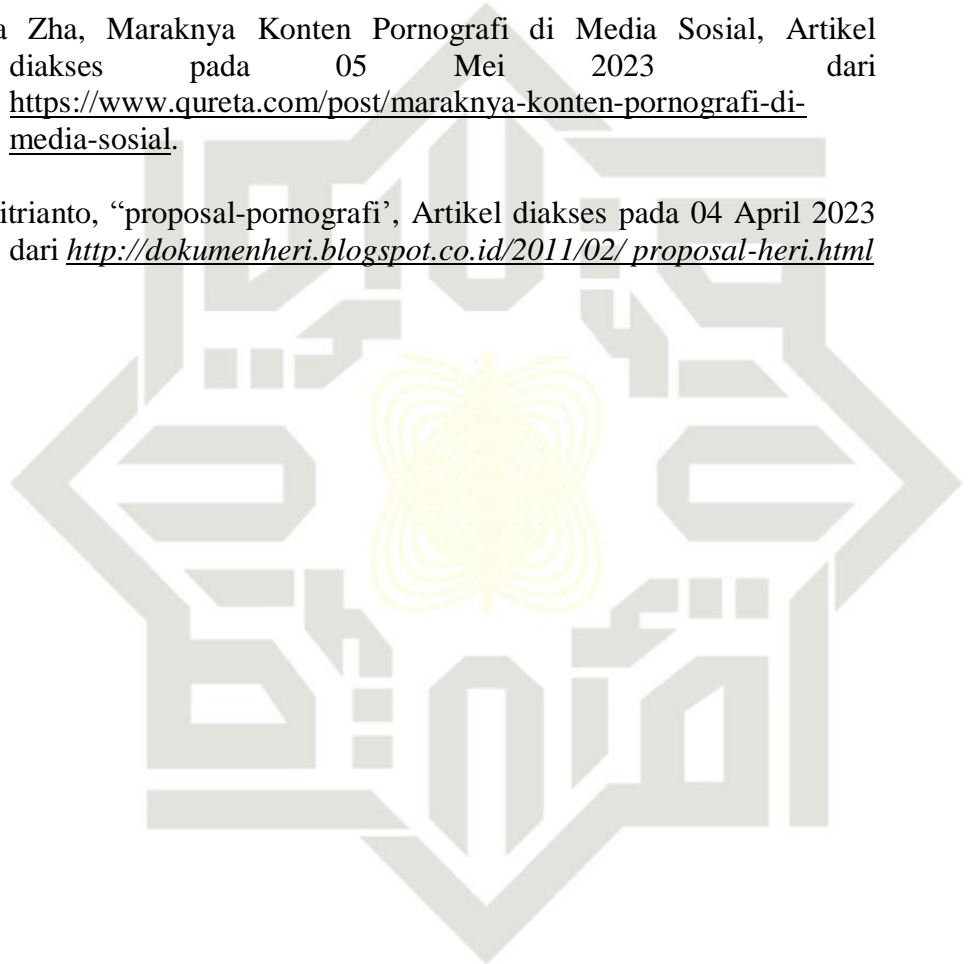 a Zha, Maraknya Konten Pornografi di Media Sosial, Artikel
diakses pada 05 Mei 2023 dari
https://www.qureta.com/post/maraknya-konten-pornografi-di-
media-sosial.
itrianto, “proposal-pornografi’, Artikel diakses pada 04 April 2023
dari http://dokumenheri.blogspot.co.id/2011/02/ proposal-heri.html